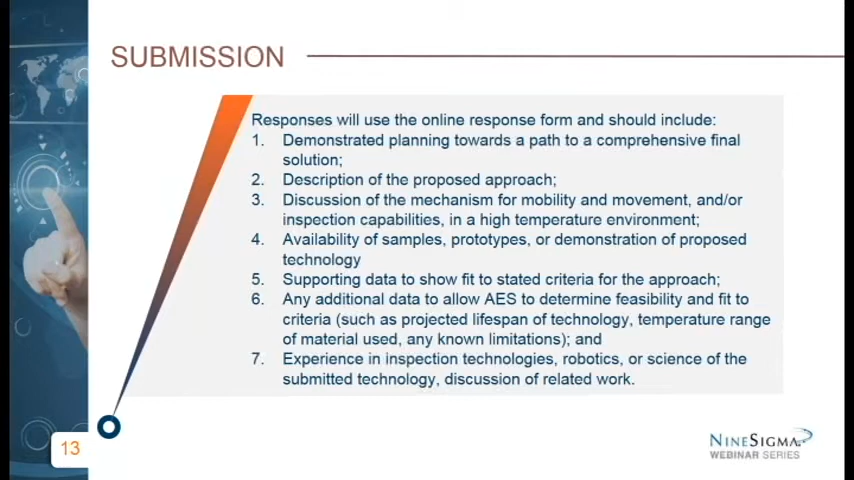 SUBMISSION
Responses will use the online response form and should include:
1. Demonstrated planning towards a path to a comprehensive final
solution;
2. Description of the proposed approach;
3. Discussion of the mechanism for mobility and movement, and/or
inspection capabilities, in a high temperature environment;
4. Availability of samples, prototypes, or demonstration of proposed
technology
5. Supporting data to show fit to stated criteria for the approach;
6. Any additional data to allow AES to determine feasibility and fit to
criteria (such as projected lifespan of technology, temperature range
of material used, any known limitations); and
7. Experience in inspection technologies, robotics, or science of the
submitted technology, discussion of related work.
13
NINESIGMA
WEBINAR SERIES